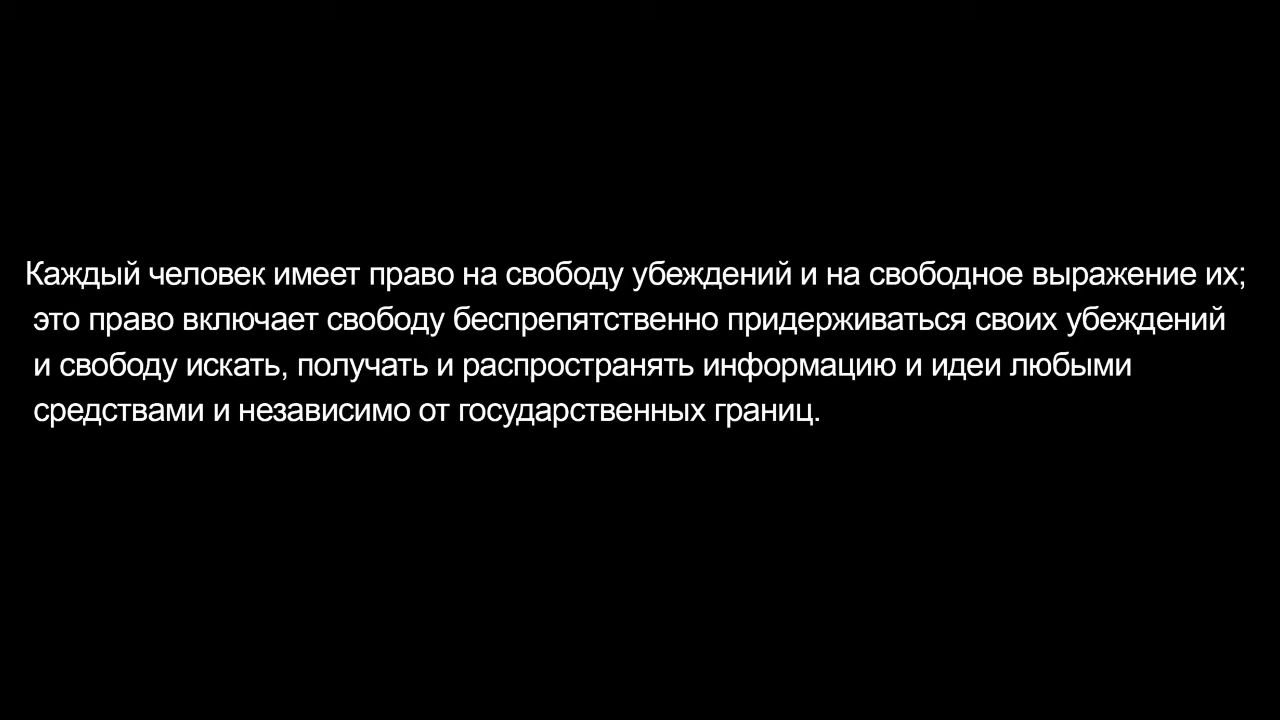 Каждый человек имеет право на свободу убеждений и на свободное выражение их;
это право включает свободу беспрепятственно придерживаться своих убеждений
и свободу искать, получать и распространять информацию и идеи любыми
средствами и независимо от государственных границ.